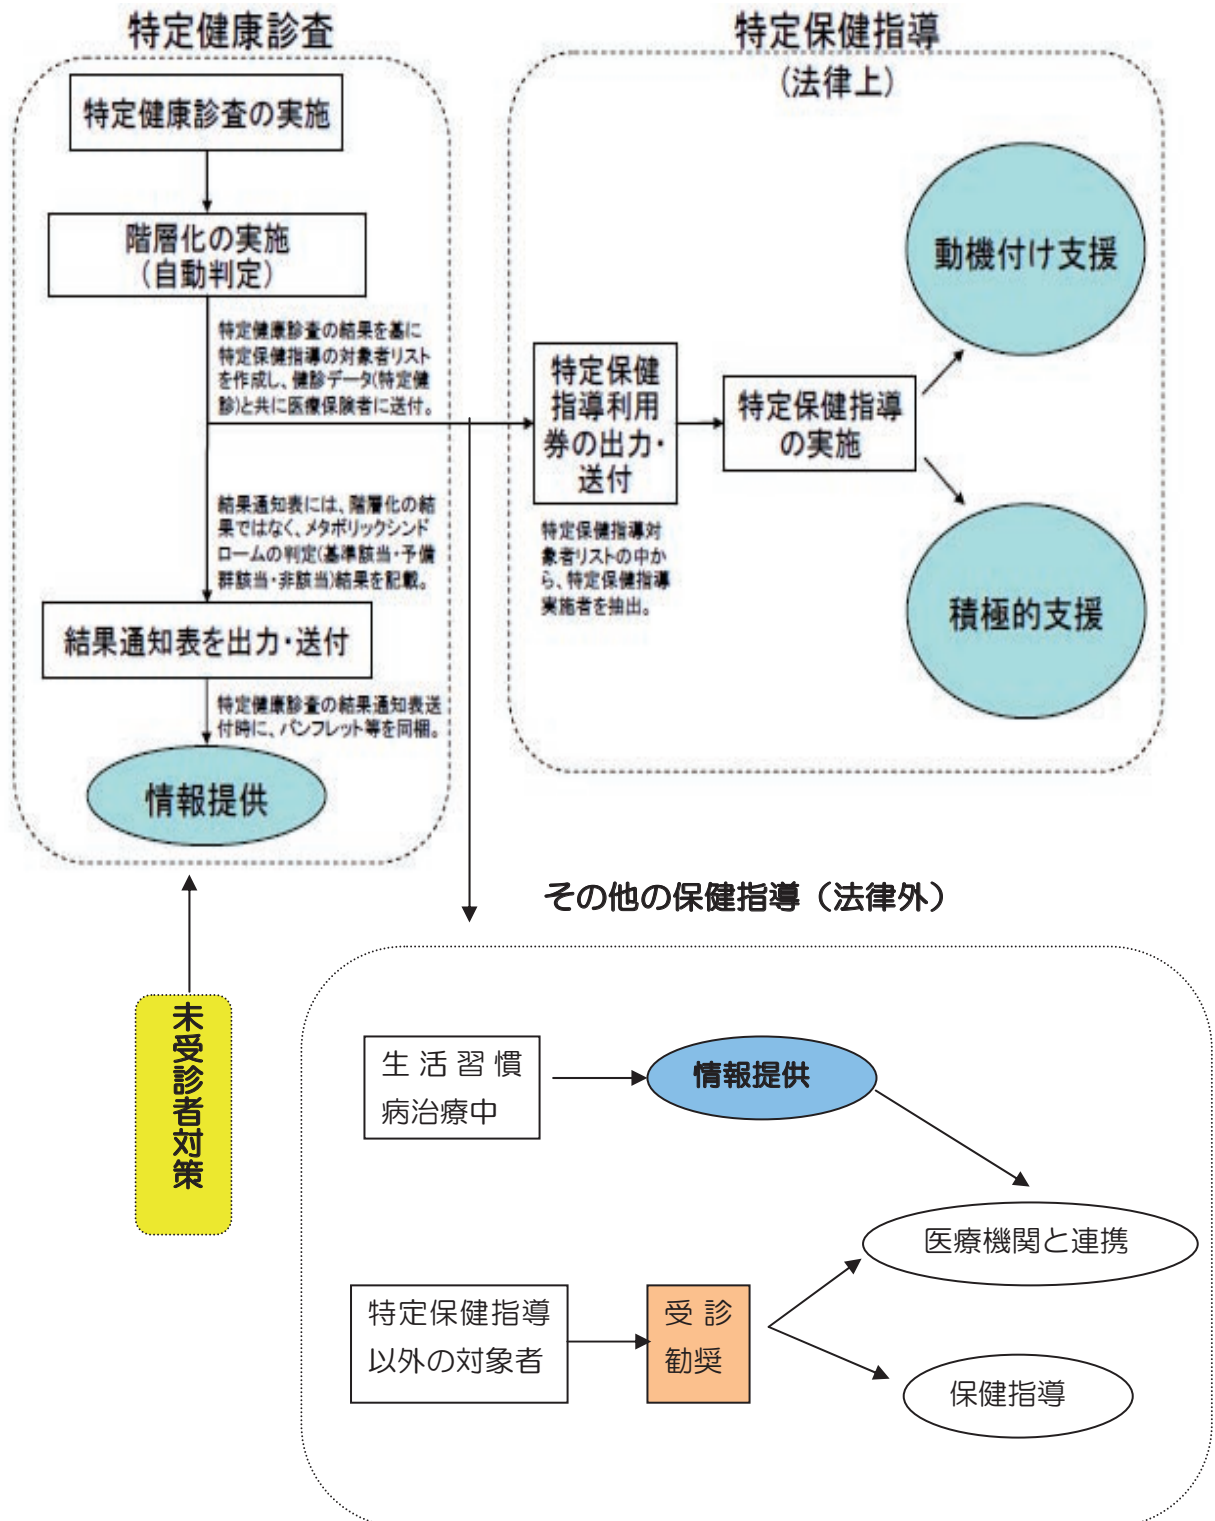 特定健康診査
特定健康診査の実施
階層化の実施
(自動判定)
特定健康診査の結果を基に
特定保健指導の対象者リスト
を作成し、健診データ(特定健
診)と共に医療保険者に送付。
結果通知表には、階層化の結
果ではなく、メタボリックシンド
ロームの判定(基準該当・予備
群該当・非該当)結果を記載。
結果通知表を出力・送付
特定健康診査の結果通知表送
付時に、パンフレット等を同梱。
情報提供
特定保健指導
(法律上)
特定保健
指導利用
券の出力・
送付
特定保健指導対
象者リストの中か
ら、特定保健指導
実施者を抽出。
特定保健指導
の実施
動機付け支援
積極的支援
未受診者対策
その他の保健指導（法律外）
生活習慣
病治療中
情報提供
医療機関と連携
特定保健指導
以外の対象者
受診
勧奨
保健指導